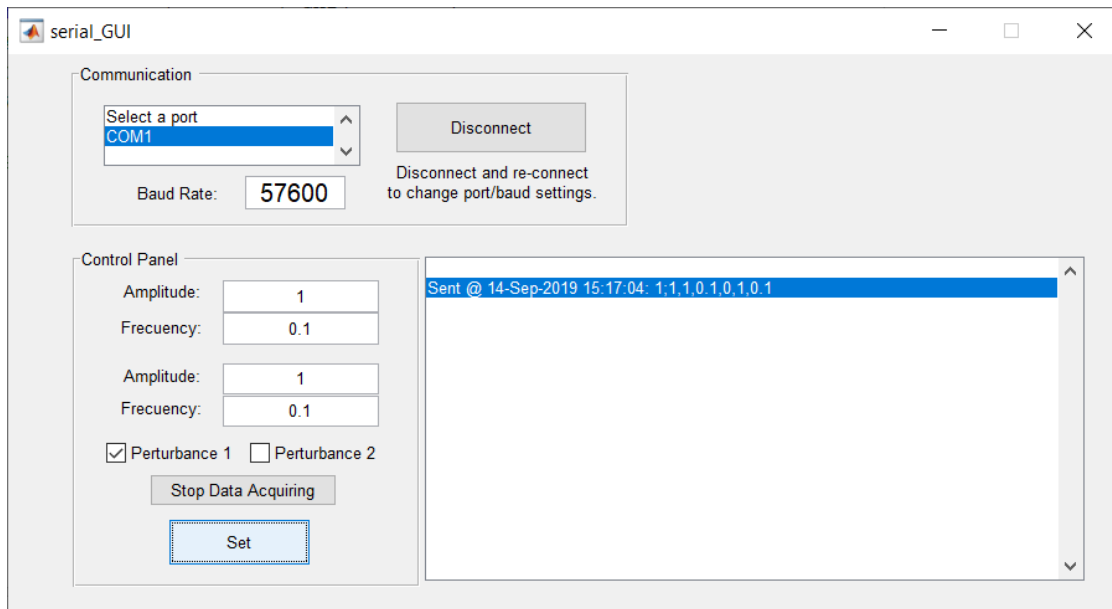 serial_GUI
Communication
Select a port
COM1
Disconnect
Disconnect and re-connect
to change port/baud settings.
Baud Rate: 57600
Control Panel
Amplitude: 1
Frecuency: 0.1
Amplitude: 1
Frecuency: 0.1
Perturbance 1 Perturbance 2
Stop Data Acquiring
Set
Sent @ 14-Sep-2019 15:17:04: 1;1,1,0.1,0,1,0.1